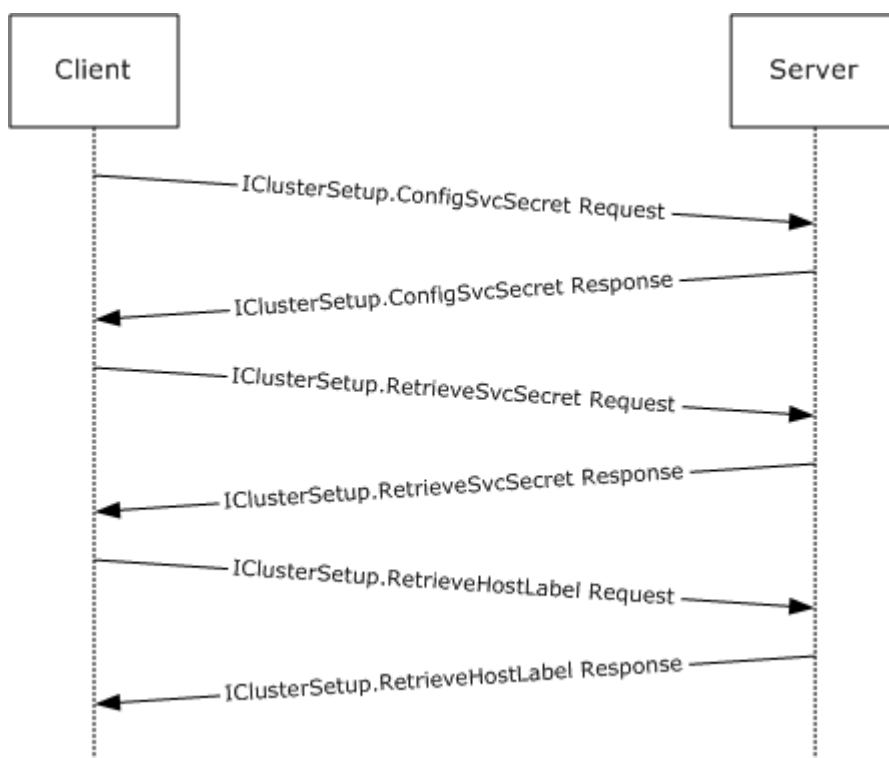 Client
Server
IClusterSetup.ConfigSvcSecret Request
IClusterSetup.ConfigSvcSecret Response
IClusterSetup.RetrieveSvcSecret Request
IClusterSetup.RetrieveSvcSecret Response
IClusterSetup.RetrieveHostLabel Request
IClusterSetup.RetrieveHostLabel Response